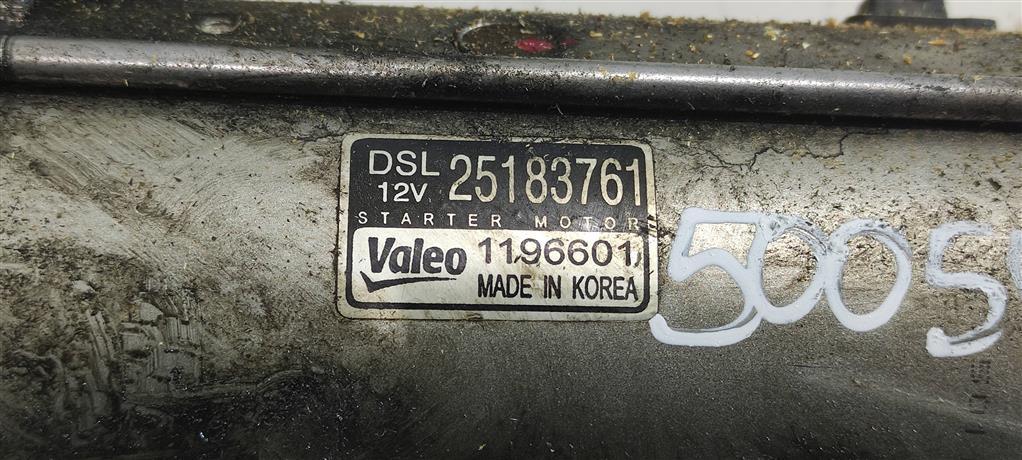 DSL 25183761
12V
STARTER MOTOR
Valeo 1196601
MADE IN KOREA
5005